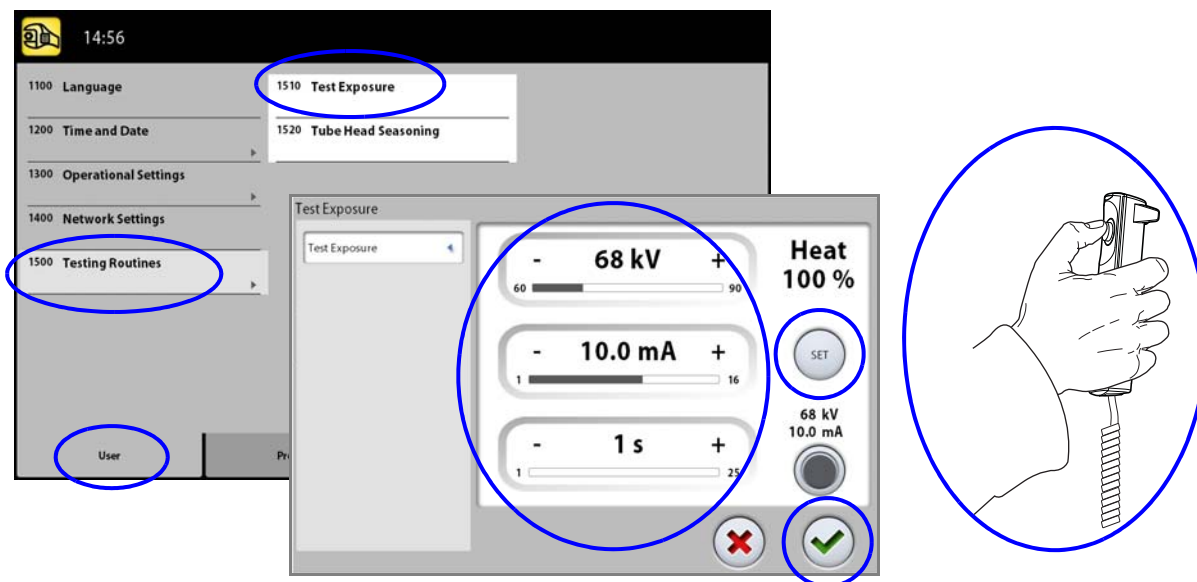 14:56
1100 Language
1200 Time and Date
1300 Operational Settings
1400 Network Settings
1500 Testing Routines
1510 Test Exposure
1520 Tube Head Seasoning
User
Test Exposure
Test Exposure
- 68 kV +
60 90
- 10.0 mA +
1 16
- 1 s +
1 25
Heat
100 %
SET
68 kV
10.0 mA